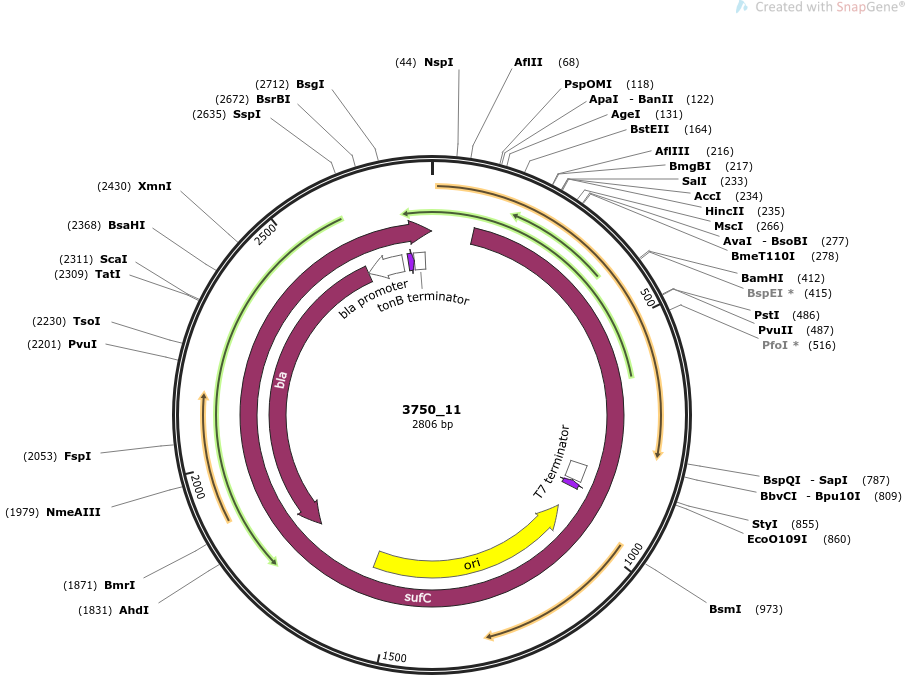 Created with SnapGene®
(44) NspI
AflII (68)
PspOMI (118)
ApaI - BanII (122)
AgeI (131)
BstEII (164)
AflIII (216)
BmgBI (217)
SalI (233)
AccI (234)
HincII (235)
MscI (266)
AvaI - BsoBI (277)
BmeT110I (278)
BamHI (412)
BspEI * (415)
PstI (486)
PvuII (487)
PfoI * (516)
BspQI - SapI (787)
BbvCI - Bpu10I (809)
StyI (855)
EcoO109I (860)
BsmI (973)
(2712) BsgI
(2672) BsrBI
(2635) SspI
(2430) XmnI
(2368) BsaHI
(2311) ScaI
(2309) TatI
(2230) TsoI
(2201) PvuI
(2053) FspI
(1979) NmeAIII
(1871) BmrI
(1831) AhdI
500
1000
1500
2000
2500
bla promoter
tonB terminator
bla
T7 terminator
ori
sufC
3750_11
2806 bp